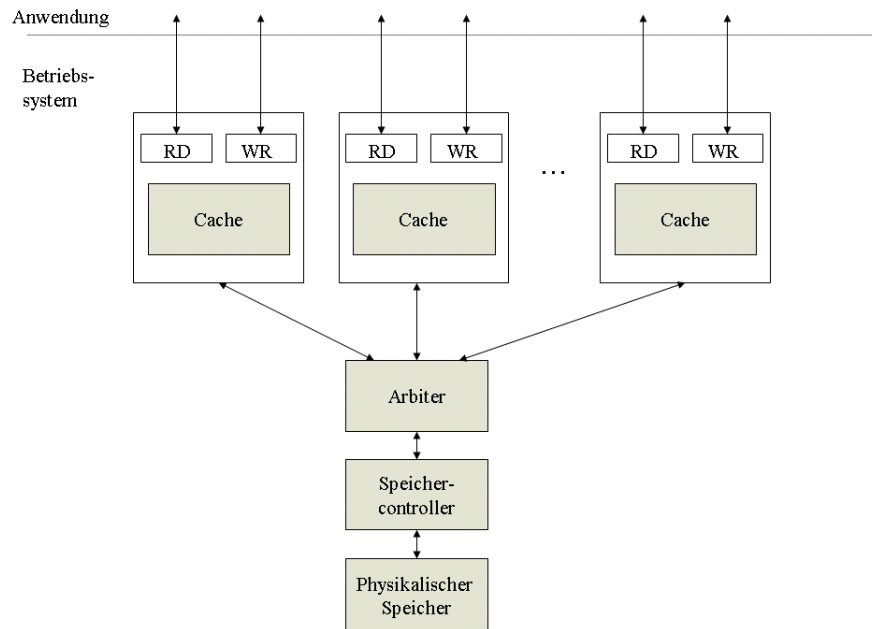 Anwendung
Betriebs-
system
RD
WR
RD
WR
RD
WR
...
Cache
Cache
Cache
Arbiter
Speicher-
controller
Physikalischer
Speicher